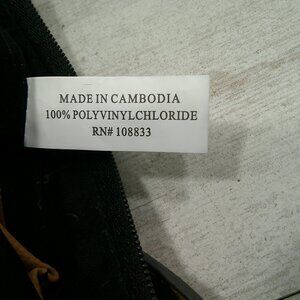 MADE IN CAMBODIA
100% POLYVINYLCHLORIDE
RN# 108833